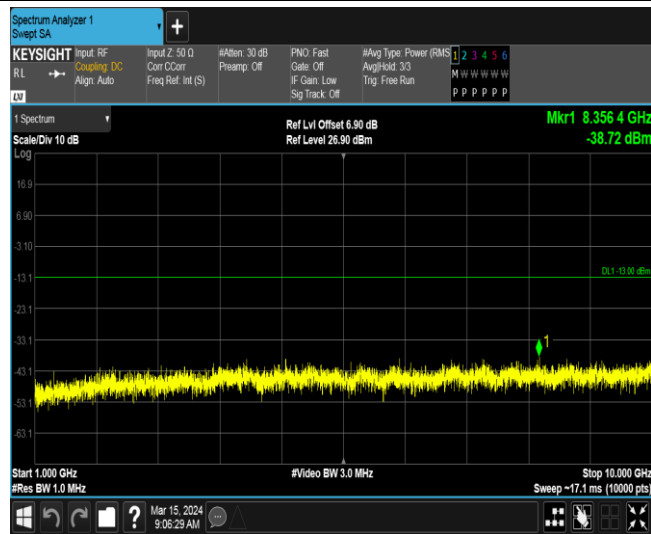 Spectrum Analyzer 1
Swept SA
+
KEYSIGHT
RL
Input: RF
Coupling: DC
Align: Auto
Input Z: 50 Ω
Corr CCorr
Freq Ref: Int (S)
#Atten: 30 dB
Preamp: Off
PNO: Fast
Gate: Off
IF Gain: Low
Sig Track: Off
#Avg Type: Power (RMS
Avg|Hold: 3/3
Trig: Free Run
1 2 3 4 5 6
M W W W W W
P P P P P P
LXI
1 Spectrum
Scale/Div 10 dB
Log
Ref Lvl Offset 6.90 dB
Ref Level 26.90 dBm
Mkr1 8.356 4 GHz
-38.72 dBm
16.9
6.90
-3.10
-13.1
-23.1
-33.1
-43.1
-53.1
-63.1
DL1 -13.00 dBm
1
Start 1.000 GHz
#Res BW 1.0 MHz
#Video BW 3.0 MHz
Stop 10.000 GHz
Sweep ~17.1 ms (10000 pts)
?
Mar 15, 2024
9:06:29 AM